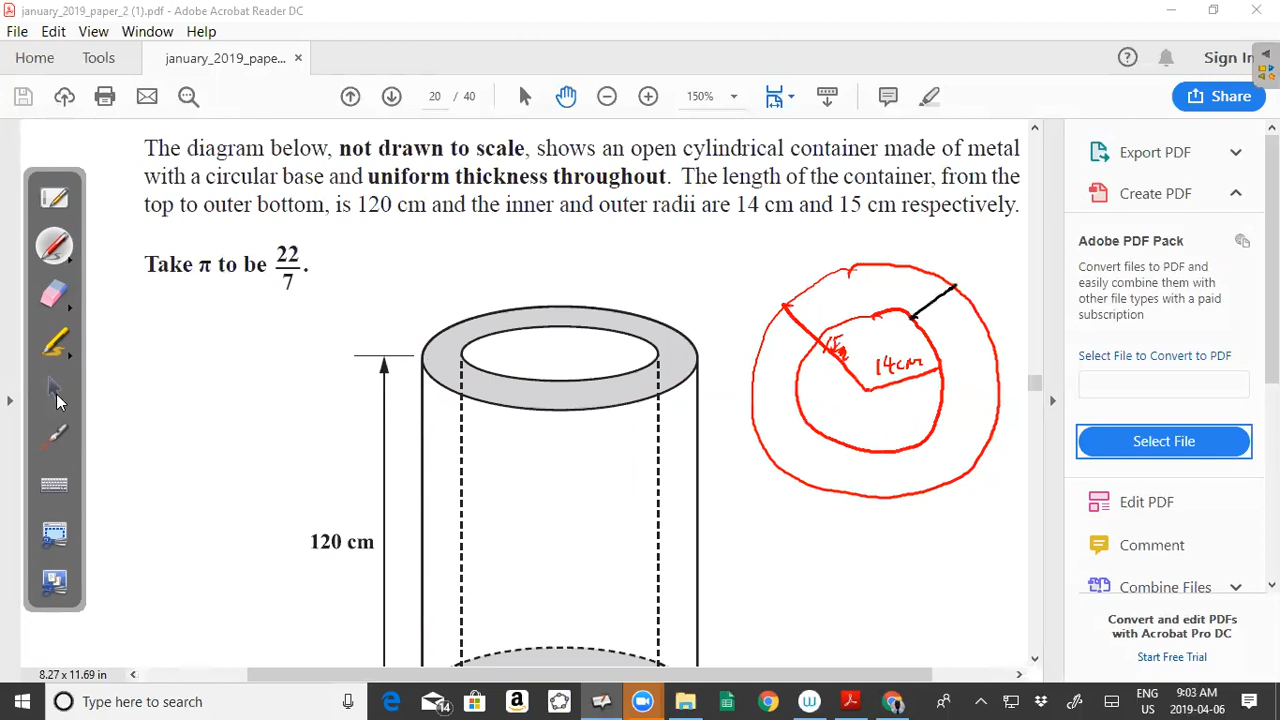 january_2019_paper_2 (1).pdf - Adobe Acrobat Reader DC
File Edit View Window Help
Home Tools january_2019_pape... × Sign In
20 / 40 150% Share
The diagram below, not drawn to scale, shows an open cylindrical container made of metal
with a circular base and uniform thickness throughout. The length of the container, from the
top to outer bottom, is 120 cm and the inner and outer radii are 14 cm and 15 cm respectively.
Take π to be 22/7.
14cm
120 cm
Export PDF
Create PDF
Adobe PDF Pack
Convert files to PDF and
easily combine them with
other file types with a paid
subscription
Select File to Convert to PDF
Select File
Edit PDF
Comment
Combine Files
Convert and edit PDFs
with Acrobat Pro DC
Start Free Trial
8.27 x 11.69 in
Type here to search
44
ENG 9:03 AM
US 2019-04-06